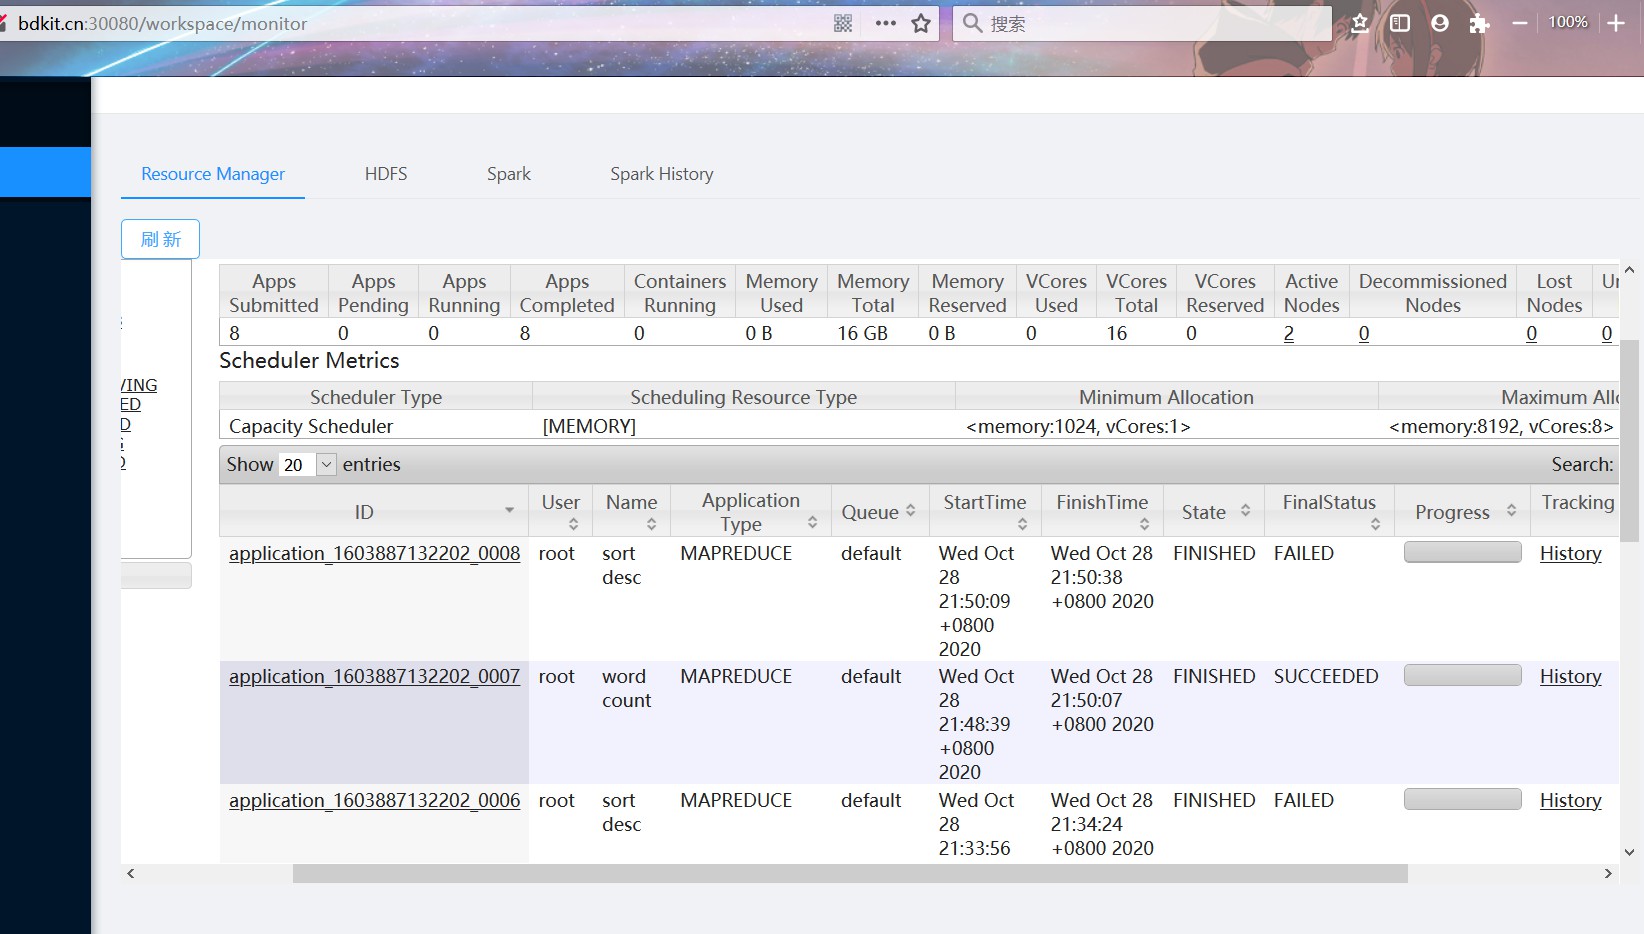 bdkit.cn:30080/workspace/monitor
搜索
100%
Resource Manager HDFS Spark Spark History
刷 新
Apps Submitted Apps Pending Apps Running Apps Completed Containers Running Memory Used Memory Total Memory Reserved VCores Used VCores Total VCores Reserved Active Nodes Decommissioned Nodes Lost Nodes
8 0 0 8 0 0 B 16 GB 0 B 0 16 0 2 0 0 0
Scheduler Metrics
Scheduler Type Scheduling Resource Type Minimum Allocation Maximum
Capacity Scheduler [MEMORY] <memory:1024, vCores:1> <memory:8192, vCores:8>
Show 20 entries Search:
ID User Name Application Type Queue StartTime FinishTime State FinalStatus Progress Tracking
application_1603887132202_0008 root sort desc MAPREDUCE default Wed Oct 28 21:50:09 +0800 2020 Wed Oct 28 21:50:38 +0800 2020 FINISHED FAILED History
application_1603887132202_0007 root word count MAPREDUCE default Wed Oct 28 21:48:39 +0800 2020 Wed Oct 28 21:50:07 +0800 2020 FINISHED SUCCEEDED History
application_1603887132202_0006 root sort desc MAPREDUCE default Wed Oct 28 21:33:56 Wed Oct 28 21:34:24 +0800 2020 FINISHED FAILED History